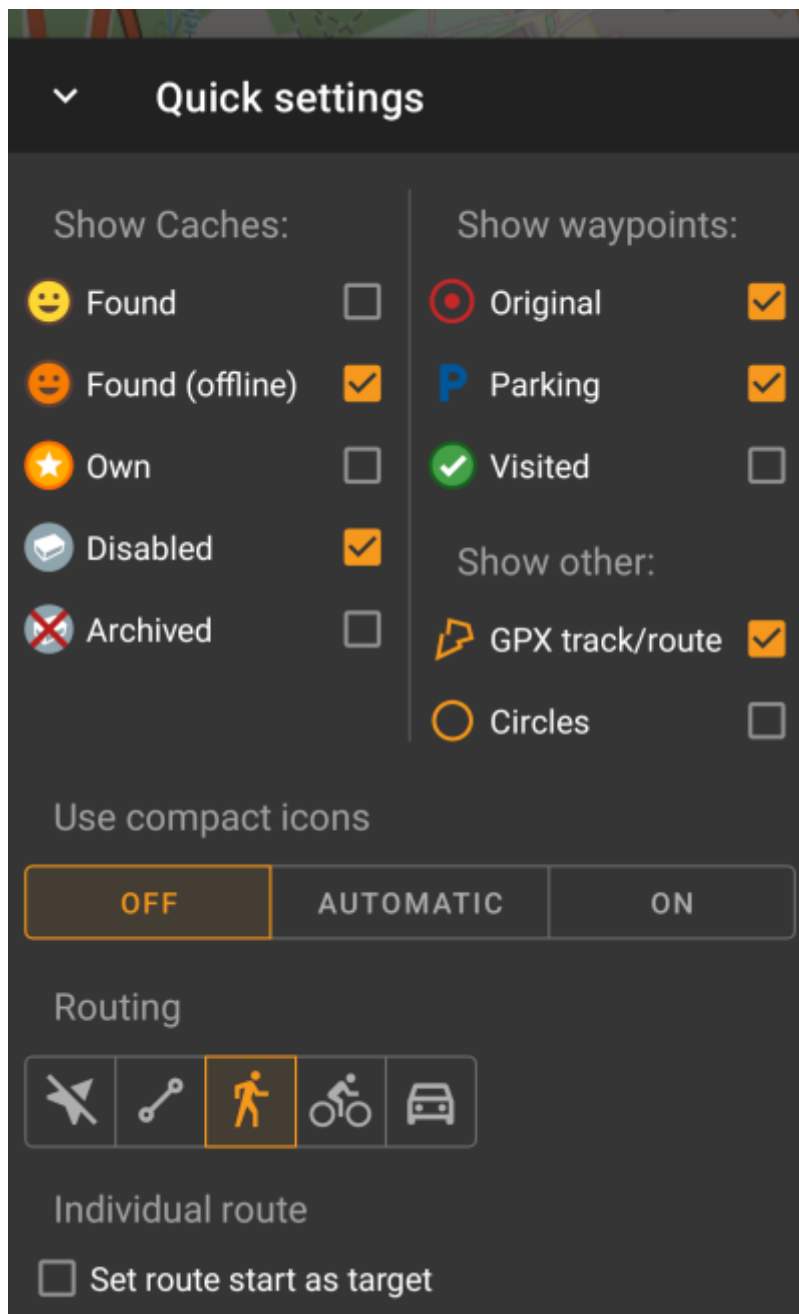 Quick settings
Show Caches:
Found
Found (offline)
Own
Disabled
Archived
Show waypoints:
Original
Parking
Visited
Show other:
GPX track/route
Circles
Use compact icons
OFF
AUTOMATIC
ON
Routing
Individual route
Set route start as target